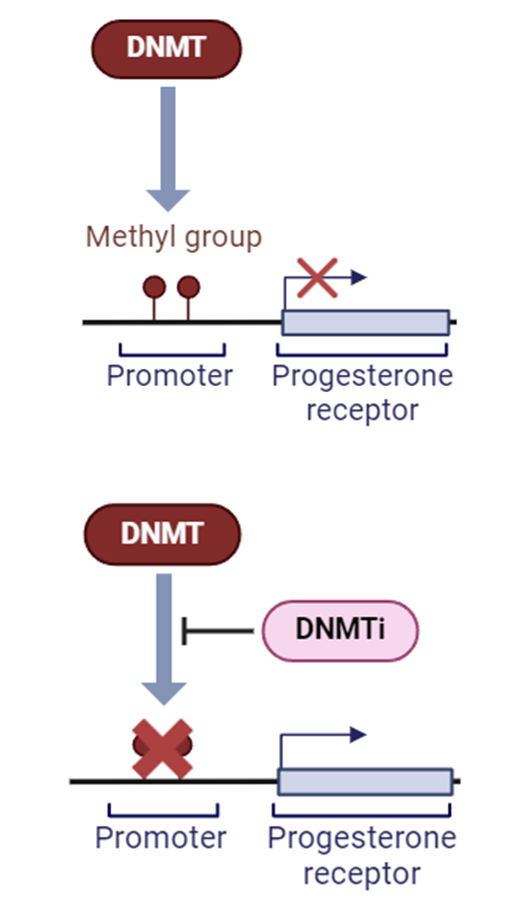 DNMT
Methyl group
Promoter
Progesterone
receptor
DNMT
DNMTi
Promoter
Progesterone
receptor